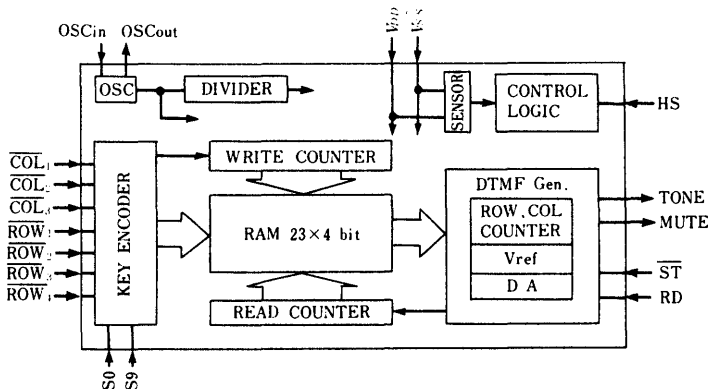 OSCin OSCout
VDD VSS
OSC
DIVIDER
SENSOR
CONTROL
LOGIC
HS
COL1
COL2
COL3
ROW1
ROW2
ROW3
ROW4
KEY ENCODER
WRITE COUNTER
RAM 23×4 bit
READ COUNTER
DTMF Gen.
ROW, COL
COUNTER
Vref
D A
TONE
MUTE
ST
RD
S0
S9